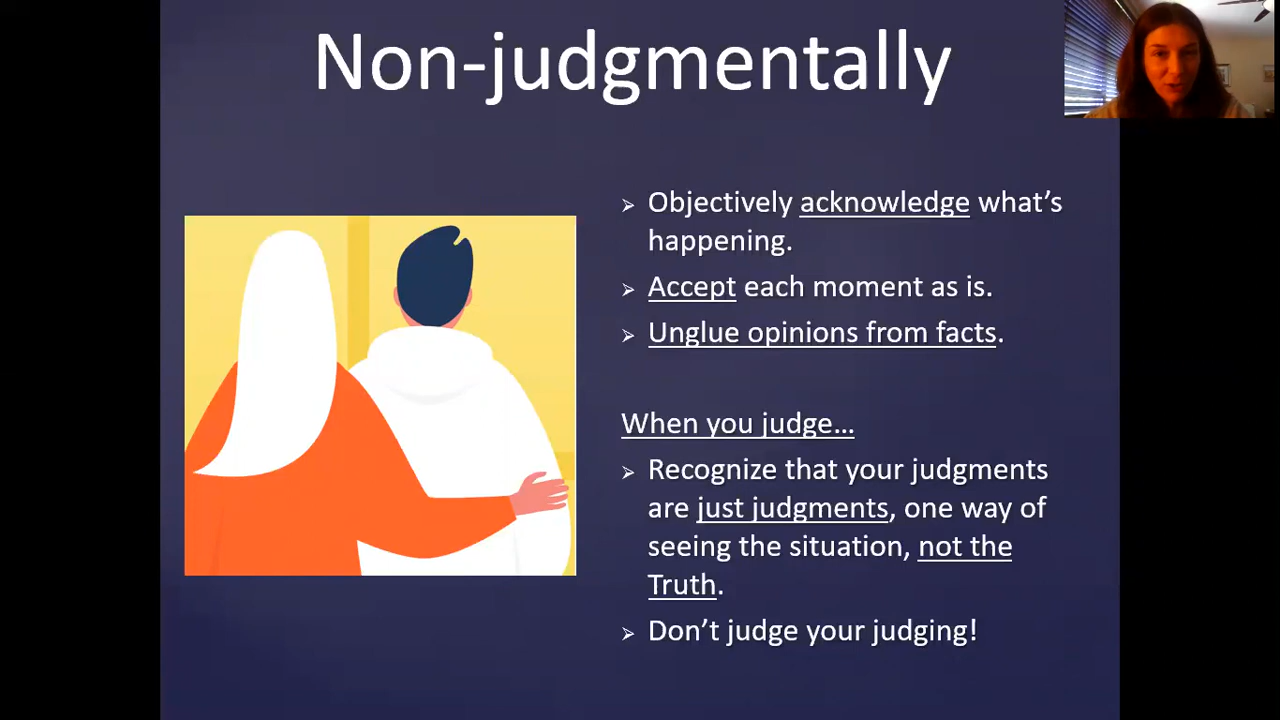 Non-judgmentally
➢ Objectively acknowledge what’s
happening.
➢ Accept each moment as is.
➢ Unglue opinions from facts.
When you judge…
➢ Recognize that your judgments
are just judgments, one way of
seeing the situation, not the
Truth.
➢ Don’t judge your judging!